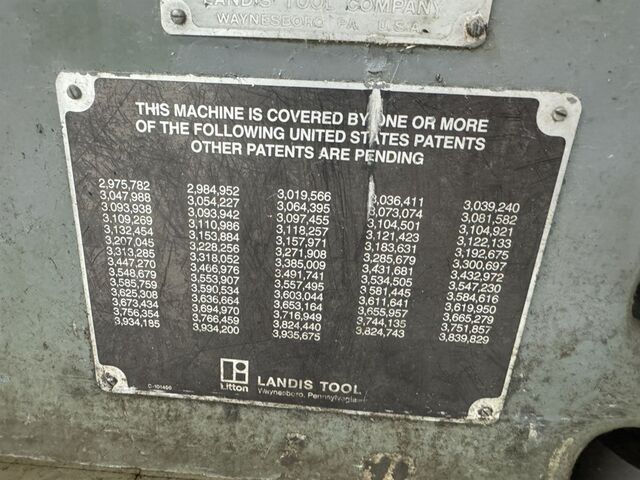 LANDIS TOOL COMPANY
WAYNESBORO PA. U.S.A.
THIS MACHINE IS COVERED BY ONE OR MORE
OF THE FOLLOWING UNITED STATES PATENTS
OTHER PATENTS ARE PENDING
2,975,782 2,984,952 3,019,566 3,036,411 3,039,240
3,047,988 3,054,227 3,064,395 3,073,074 3,081,582
3,093,938 3,093,942 3,097,455 3,104,501 3,104,921
3,109,269 3,110,986 3,118,257 3,121,423 3,122,133
3,132,454 3,153,884 3,157,971 3,183,631 3,192,675
3,207,045 3,228,256 3,271,908 3,285,679 3,300,697
3,313,285 3,318,052 3,385,009 3,431,681 3,432,972
3,447,270 3,466,976 3,491,741 3,534,505 3,547,230
3,548,679 3,553,907 3,557,495 3,581,445 3,584,616
3,585,759 3,590,534 3,603,044 3,611,641 3,619,950
3,625,308 3,636,664 3,653,164 3,655,957 3,665,279
3,673,434 3,694,970 3,716,949 3,744,135 3,751,857
3,756,354 3,766,459 3,824,440 3,824,743 3,839,829
3,934,185 3,934,200 3,935,675
Litton
LANDIS TOOL
Waynesboro, Pennsylvania
D-101400